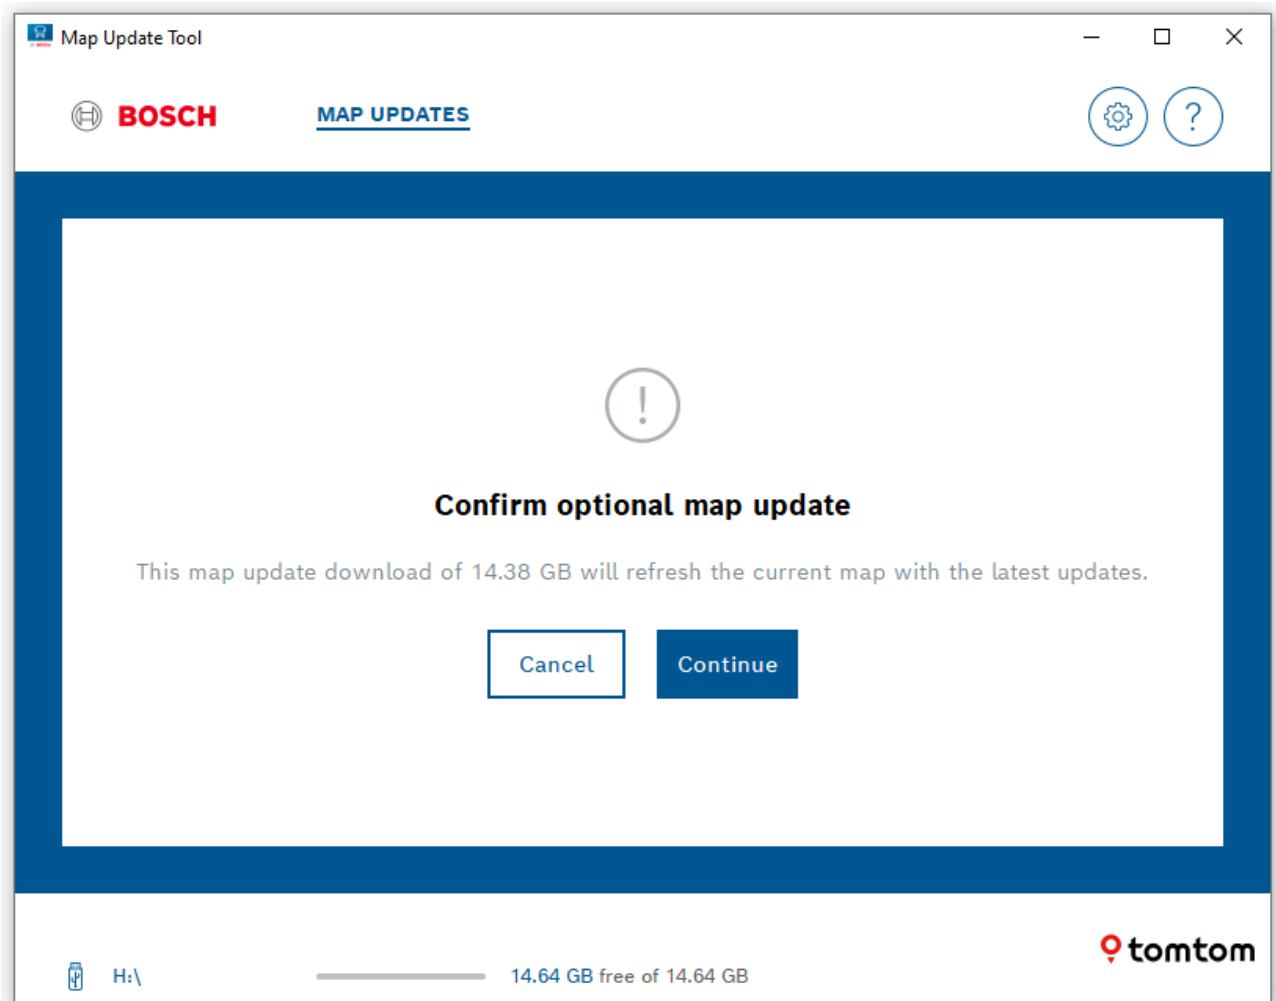 Map Update Tool
BOSCH
MAP UPDATES
?
Confirm optional map update
This map update download of 14.38 GB will refresh the current map with the latest updates.
Cancel
Continue
tomtom
H:\
14.64 GB free of 14.64 GB